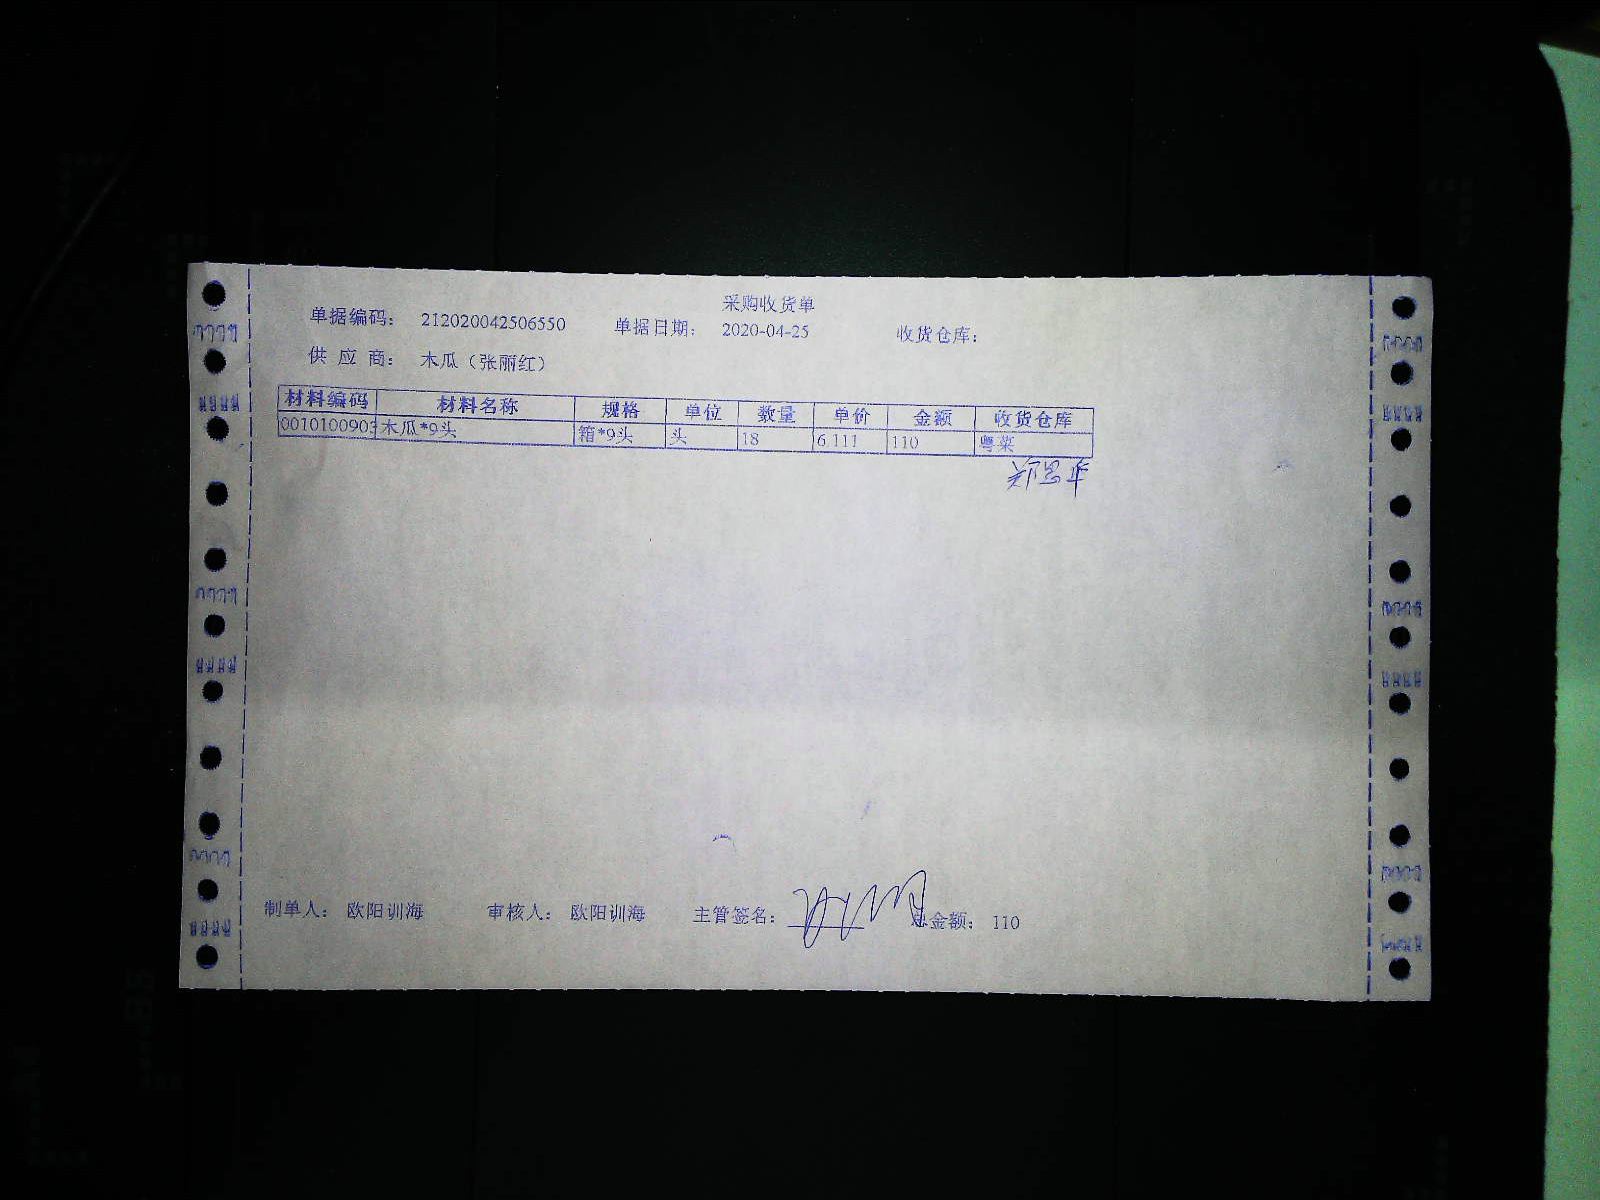 采购收货单
单据编码： 212020042506550 单据日期： 2020-04-25 收货仓库：
供 应 商： 木瓜（张丽红）
材料编码 材料名称 规格 单位 数量 单价 金额 收货仓库
0010100903 木瓜*9头 箱*9头 头 18 6.111 110 粤菜
制单人： 欧阳训海 审核人： 欧阳训海 主管签名： 总金额： 110